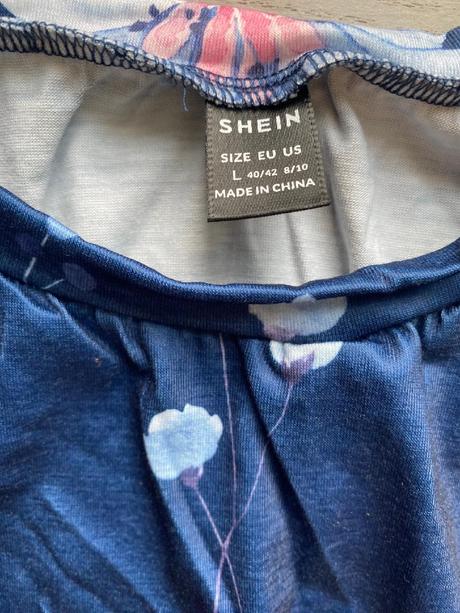 SHEIN
SIZE EU US
L 40/42 8/10
MADE IN CHINA